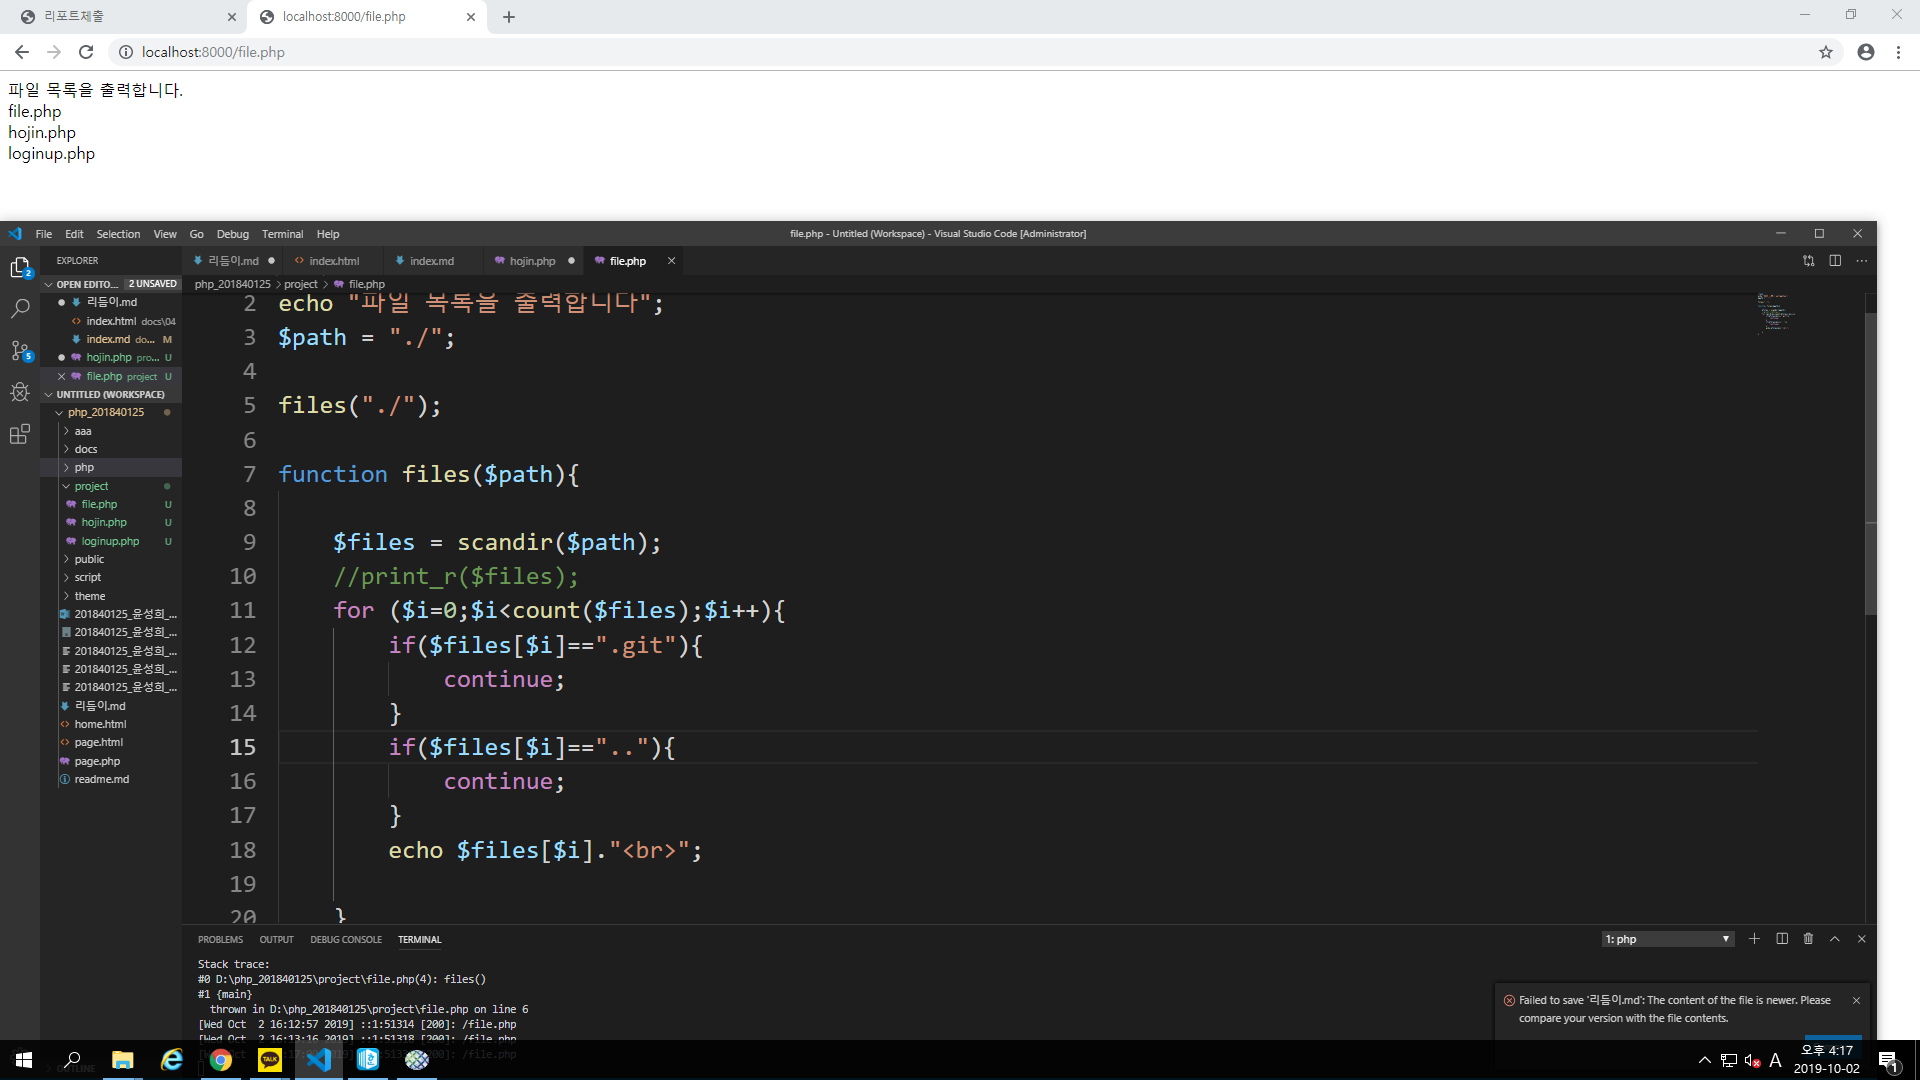 리포트제출
localhost:8000/file.php
localhost:8000/file.php
파일 목록을 출력합니다.
file.php
hojin.php
loginup.php
File Edit Selection View Go Debug Terminal Help
file.php - Untitled (Workspace) - Visual Studio Code [Administrator]
EXPLORER
리듬이.md
index.html
index.md
hojin.php
file.php
OPEN EDITO... 2 UNSAVED
리듬이.md
index.html docs\04
index.md do... M
hojin.php pro... U
file.php project U
UNTITLED (WORKSPACE)
php_201840125
aaa
docs
php
project
file.php U
hojin.php U
loginup.php U
public
script
theme
201840125_윤성희_...
201840125_윤성희_...
201840125_윤성희_...
201840125_윤성희_...
201840125_윤성희_...
리듬이.md
home.html
page.html
page.php
readme.md
OUTLINE
php_201840125 > project > file.php
2 echo "파일 목록을 출력합니다";
3 $path = "./";
4
5 files("./");
6
7 function files($path){
8
9 $files = scandir($path);
10 //print_r($files);
11 for ($i=0;$i<count($files);$i++){
12 if($files[$i]==".git"){
13 continue;
14 }
15 if($files[$i]==".."){
16 continue;
17 }
18 echo $files[$i]."<br>";
19
20 }
PROBLEMS OUTPUT DEBUG CONSOLE TERMINAL
1: php
Stack trace:
#0 D:\php_201840125\project\file.php(4): files()
#1 {main}
thrown in D:\php_201840125\project\file.php on line 6
[Wed Oct 2 16:12:57 2019] ::1:51314 [200]: /file.php
[Wed Oct 2 16:13:16 2019] ::1:51318 [200]: /file.php
Failed to save '리듬이.md': The content of the file is newer. Please
compare your version with the file contents.
TALK
A
오후 4:17
2019-10-02
1